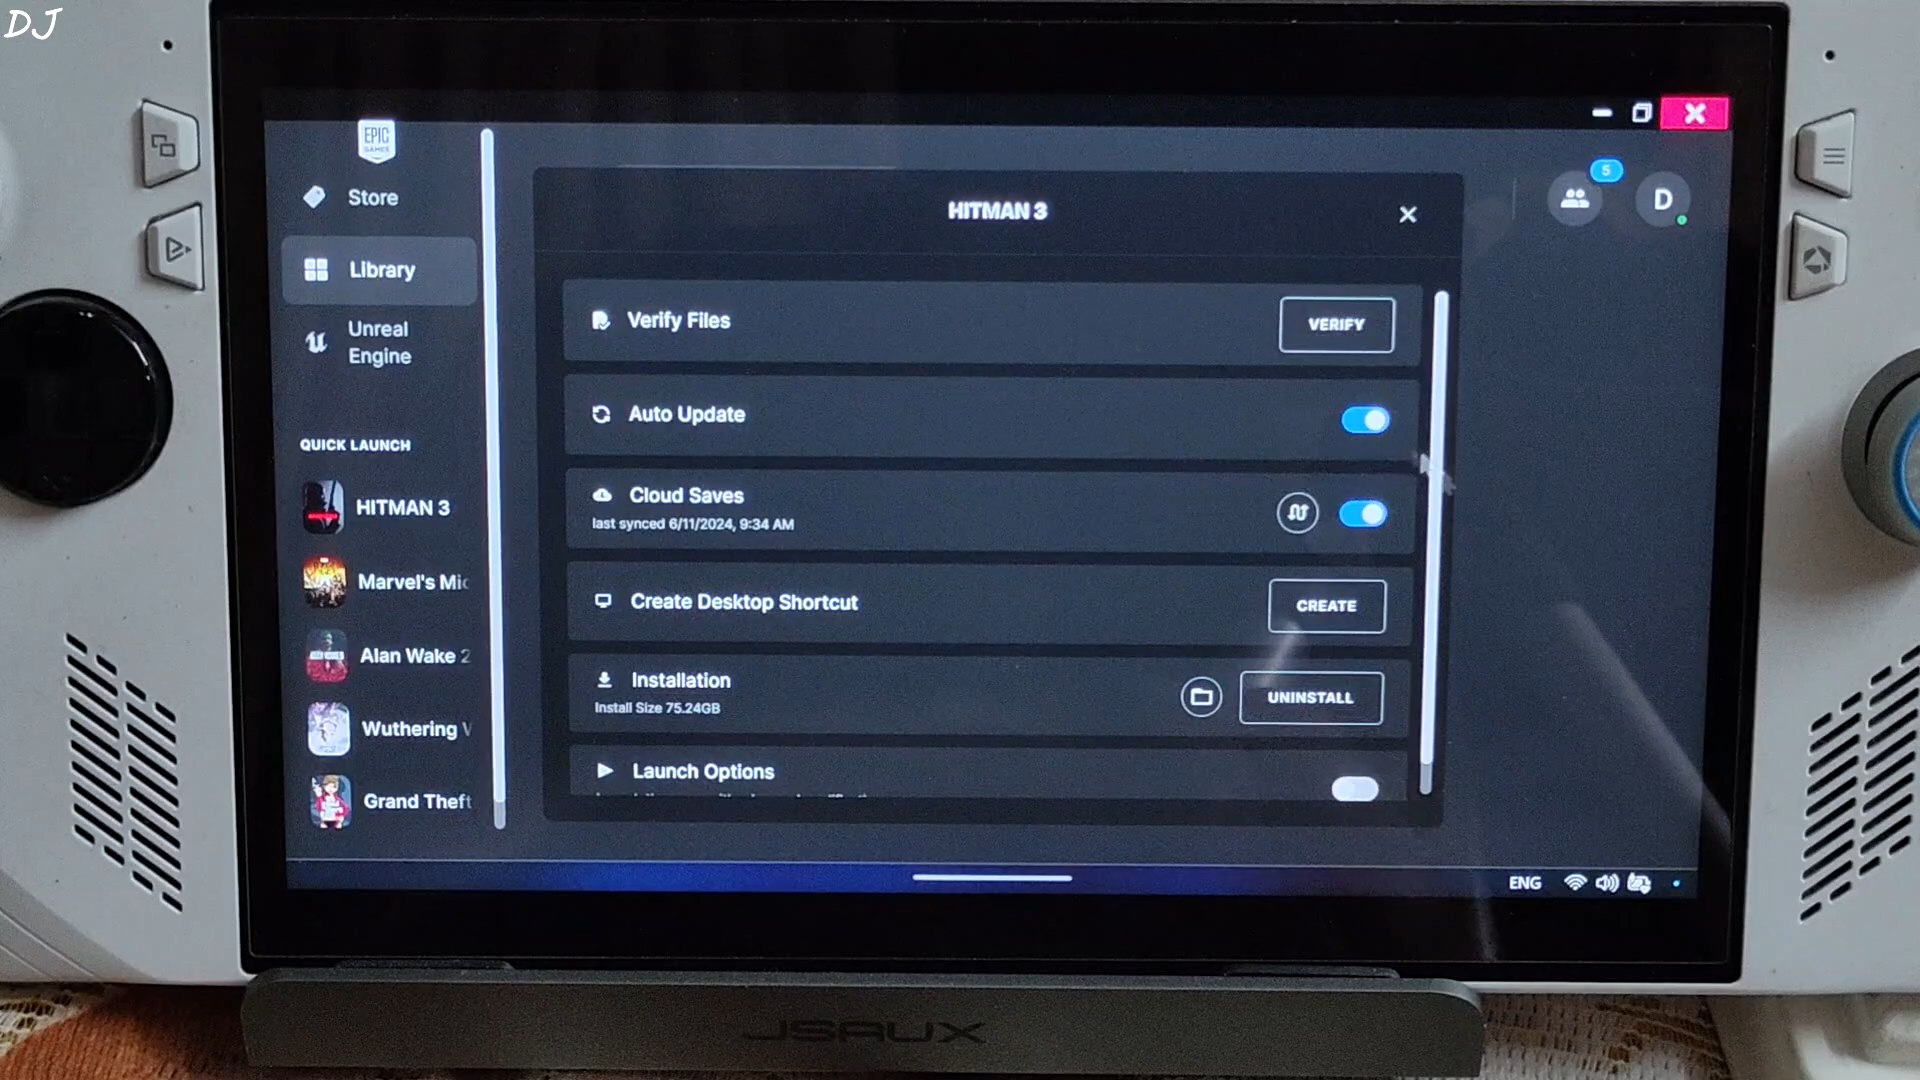 DJ
EPIC
GAMES
Store
Library
Unreal
Engine
QUICK LAUNCH
HITMAN 3
Marvel's Mic
Alan Wake 2
Wuthering
Grand Theft
HITMAN 3
Verify Files
VERIFY
Auto Update
Cloud Saves
last synced 6/11/2024, 9:34 AM
Create Desktop Shortcut
CREATE
Installation
Install Size 75.24GB
UNINSTALL
Launch Options
5
D
ENG
JSAUX